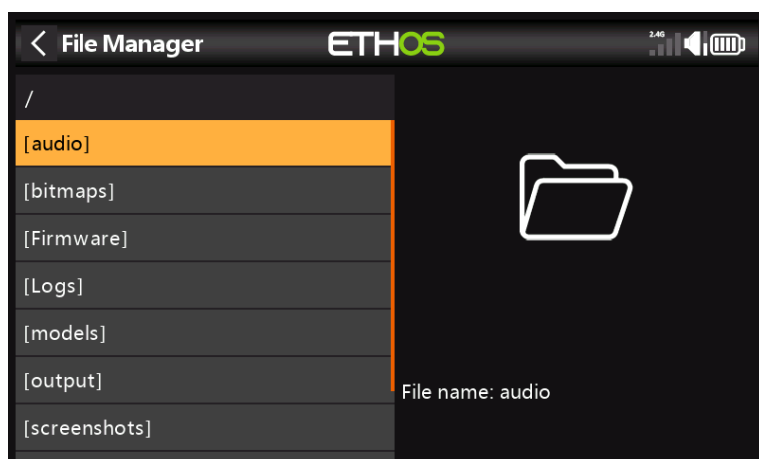 File Manager
ETHOS
2.4G
/
[audio]
[bitmaps]
[Firmware]
[Logs]
[models]
[output]
[screenshots]
File name: audio